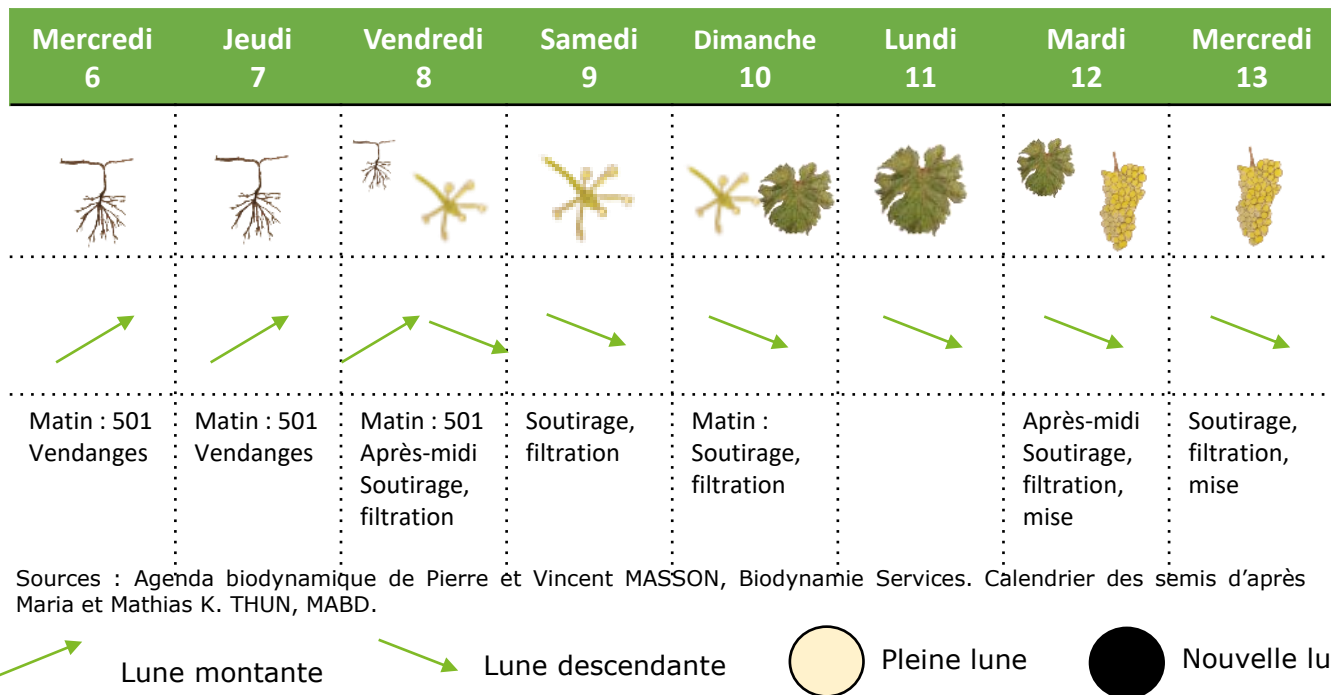 Mercredi 6
Jeudi 7
Vendredi 8
Samedi 9
Dimanche 10
Lundi 11
Mardi 12
Mercredi 13
Matin : 501
Vendanges
Matin : 501
Vendanges
Matin : 501
Après-midi
Soutirage,
filtration
Soutirage,
filtration
Matin :
Soutirage,
filtration
Après-midi
Soutirage,
filtration,
mise
Soutirage,
filtration,
mise
Sources : Agenda biodynamique de Pierre et Vincent MASSON, Biodynamie Services. Calendrier des semis d’après
Maria et Mathias K. THUN, MABD.
Lune montante
Lune descendante
Pleine lune
Nouvelle lu